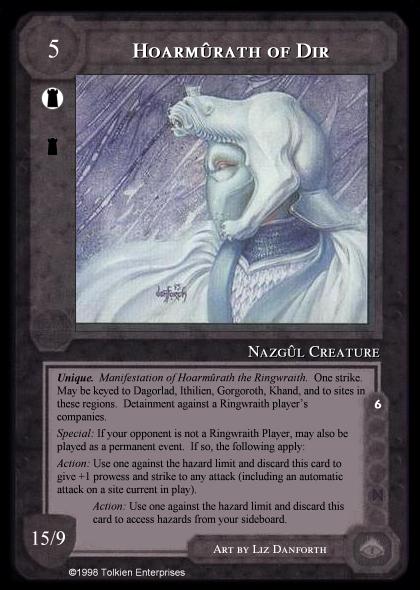 5
HOARMÛRATH OF DIR
NAZGÛL CREATURE
Unique. Manifestation of Hoarmûrath the Ringwraith. One strike.
May be keyed to Dagorlad, Ithilien, Gorgoroth, Khand, and to sites in
these regions. Detainment against a Ringwraith player's
companies.
6
Special: If your opponent is not a Ringwraith Player, may also be
played as a permanent event. If so, the following apply:
Action: Use one against the hazard limit and discard this card to
give +1 prowess and strike to any attack (including an automatic
attack on a site current in play).
Action: Use one against the hazard limit and discard this
card to access hazards from your sideboard.
15/9
ART BY LIZ DANFORTH
©1998 Tolkien Enterprises